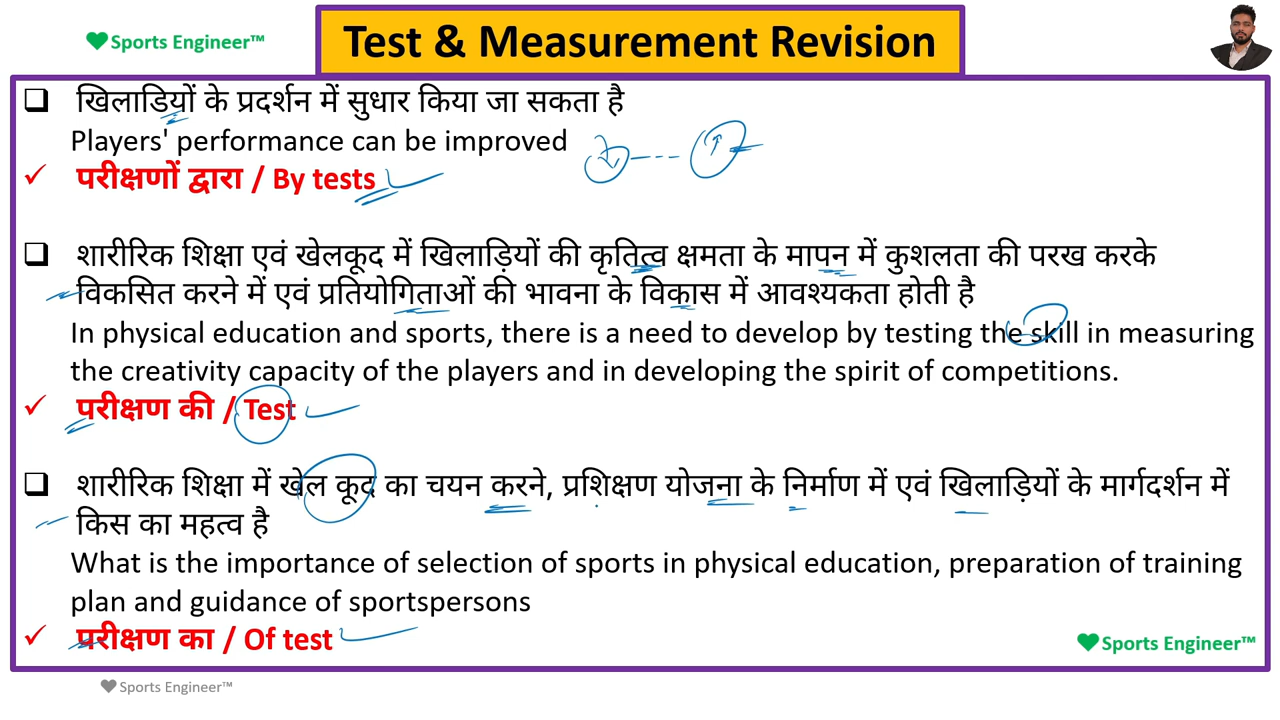 Sports Engineer™
Test & Measurement Revision
खिलाडियों के प्रदर्शन में सुधार किया जा सकता है
Players' performance can be improved
परीक्षणों द्वारा / By tests
शारीरिक शिक्षा एवं खेलकूद में खिलाड़ियों की कृतित्व क्षमता के मापन में कुशलता की परख करके
विकसित करने में एवं प्रतियोगिताओं की भावना के विकास में आवश्यकता होती है
In physical education and sports, there is a need to develop by testing the skill in measuring
the creativity capacity of the players and in developing the spirit of competitions.
परीक्षण की / Test
शारीरिक शिक्षा में खेल कूद का चयन करने, प्रशिक्षण योजना के निर्माण में एवं खिलाड़ियों के मार्गदर्शन में
किस का महत्व है
What is the importance of selection of sports in physical education, preparation of training
plan and guidance of sportspersons
परीक्षण का / Of test
Sports Engineer™
Sports Engineer™